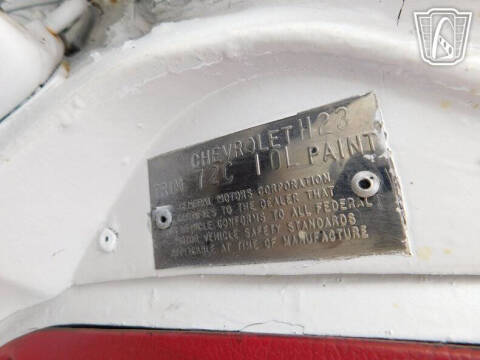 CHEVROLET H23
TRIM 72C 10L PAINT
GENERAL MOTORS CORPORATION
CERTIFIES TO THE DEALER THAT
VEHICLE CONFORMS TO ALL FEDERAL
MOTOR VEHICLE SAFETY STANDARDS
APPLICABLE AT TIME OF MANUFACTURE